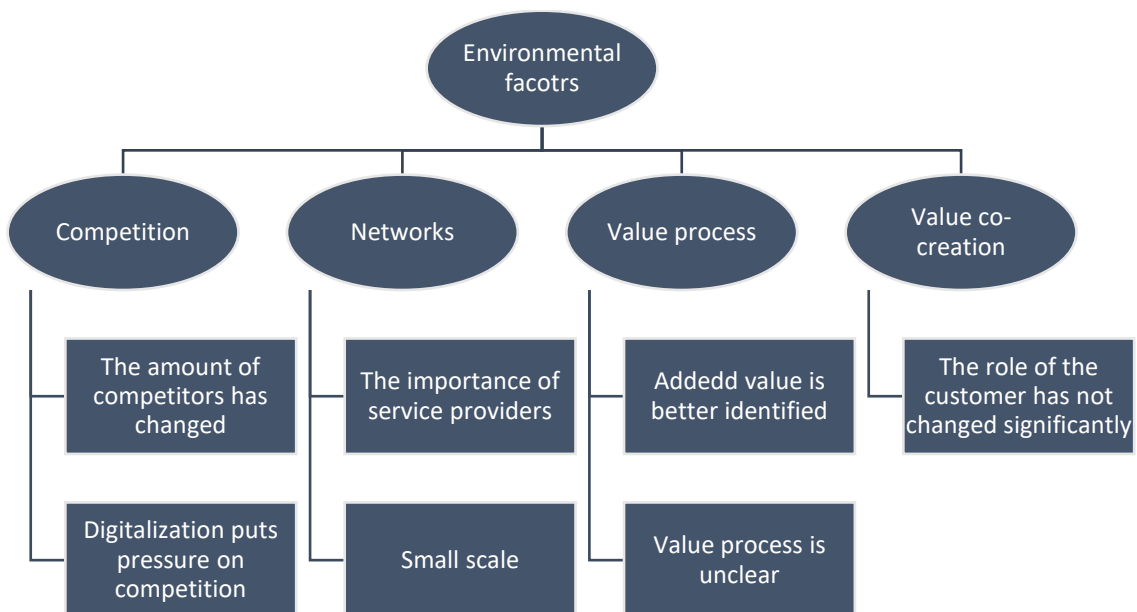 Environmental
facotrs
Competition
Networks
Value process
Value co-
creation
The amount of
competitors has
changed
The importance of
service providers
Addedd value is
better identified
The role of the
customer has not
changed significantly
Digitalization puts
pressure on
competition
Small scale
Value process is
unclear